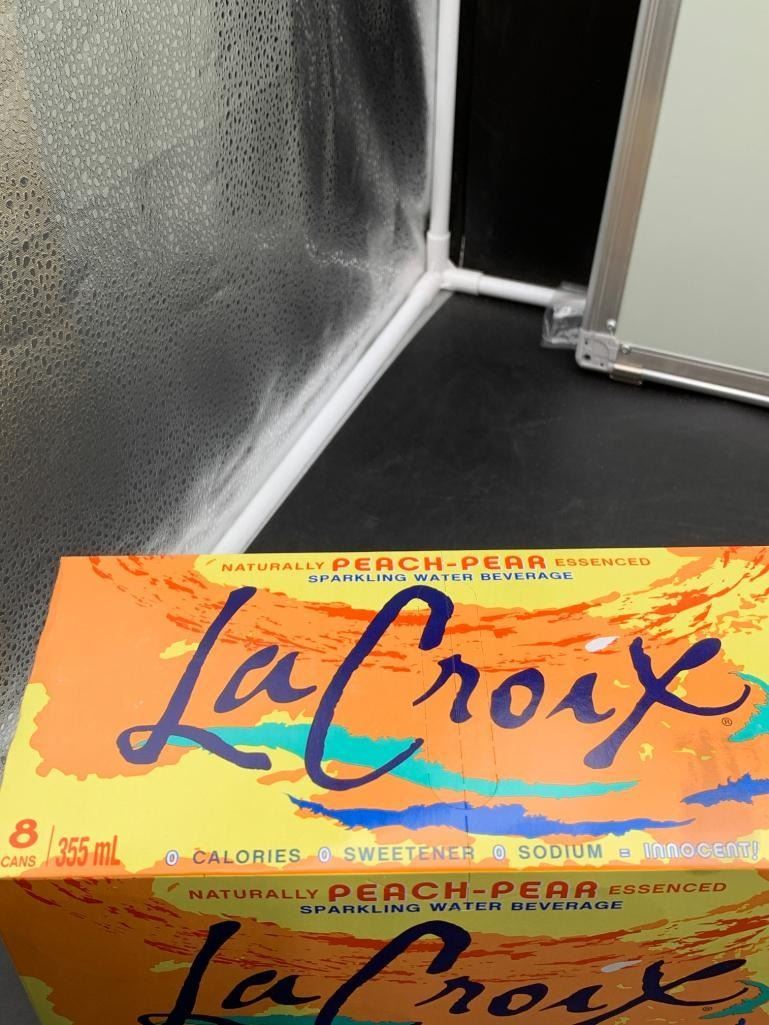 NATURALLY PEACH-PEAR ESSENCED
SPARKLING WATER BEVERAGE
LaCroix®
8 CANS | 355 mL
0 CALORIES 0 SWEETENER 0 SODIUM = INNOCENT!
NATURALLY PEACH-PEAR ESSENCED
SPARKLING WATER BEVERAGE
LaCroix®